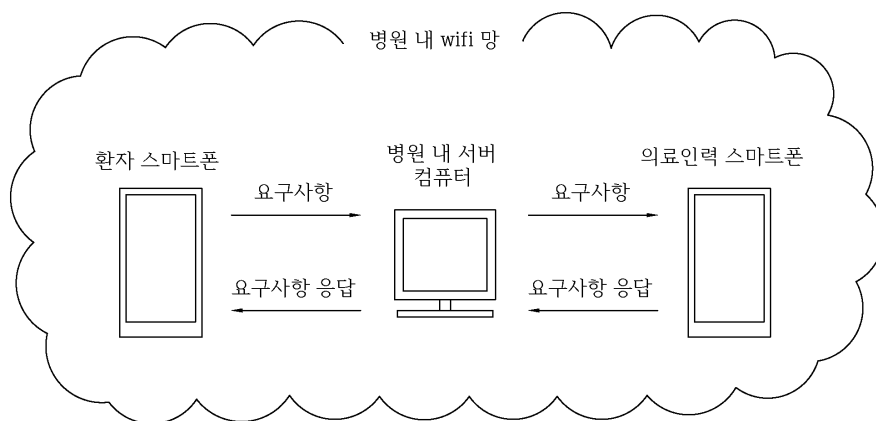 병원 내 wifi 망
환자 스마트폰
병원 내 서버
컴퓨터
의료인력 스마트폰
요구사항
요구사항
요구사항 응답
요구사항 응답